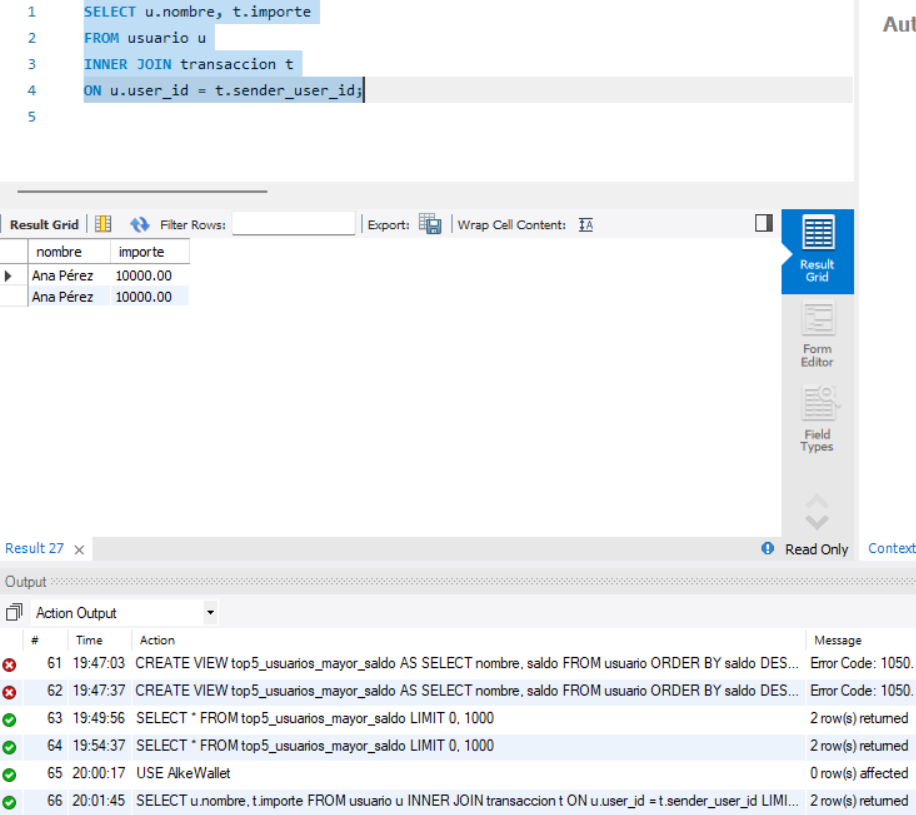 1 SELECT u.nombre, t.importe
2 FROM usuario u
3 INNER JOIN transaccion t
4 ON u.user_id = t.sender_user_id;
5
Aut
Result Grid Filter Rows: Export: Wrap Cell Content: IA
nombre importe
Ana Pérez 10000.00
Ana Pérez 10000.00
Result
Grid
Form
Editor
Field
Types
Result 27 Read Only Context
Output
Action Output
# Time Action Message
61 19:47:03 CREATE VIEW top5_usuarios_mayor_saldo AS SELECT nombre, saldo FROM usuario ORDER BY saldo DES... Error Code: 1050.
62 19:47:37 CREATE VIEW top5_usuarios_mayor_saldo AS SELECT nombre, saldo FROM usuario ORDER BY saldo DES... Error Code: 1050.
63 19:49:56 SELECT * FROM top5_usuarios_mayor_saldo LIMIT 0, 1000 2 row(s) returned
64 19:54:37 SELECT * FROM top5_usuarios_mayor_saldo LIMIT 0, 1000 2 row(s) returned
65 20:00:17 USE AlkeWallet 0 row(s) affected
66 20:01:45 SELECT u.nombre, t.importe FROM usuario u INNER JOIN transaccion t ON u.user_id = t.sender_user_id LIMI... 2 row(s) returned